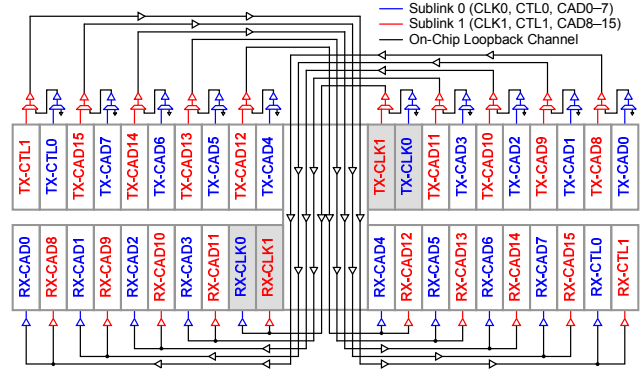 Sublink 0 (CLK0, CTL0, CAD0–7)
Sublink 1 (CLK1, CTL1, CAD8–15)
On-Chip Loopback Channel
TX-CTL1
TX-CTL0
TX-CAD15
TX-CAD7
TX-CAD14
TX-CAD6
TX-CAD13
TX-CAD5
TX-CAD12
TX-CAD4
TX-CLK1
TX-CLK0
TX-CAD11
TX-CAD3
TX-CAD10
TX-CAD2
TX-CAD9
TX-CAD1
TX-CAD8
TX-CAD0
RX-CAD0
RX-CAD8
RX-CAD1
RX-CAD9
RX-CAD2
RX-CAD10
RX-CAD3
RX-CAD11
RX-CLK0
RX-CLK1
RX-CAD4
RX-CAD12
RX-CAD5
RX-CAD13
RX-CAD6
RX-CAD14
RX-CAD7
RX-CAD15
RX-CTL0
RX-CTL1